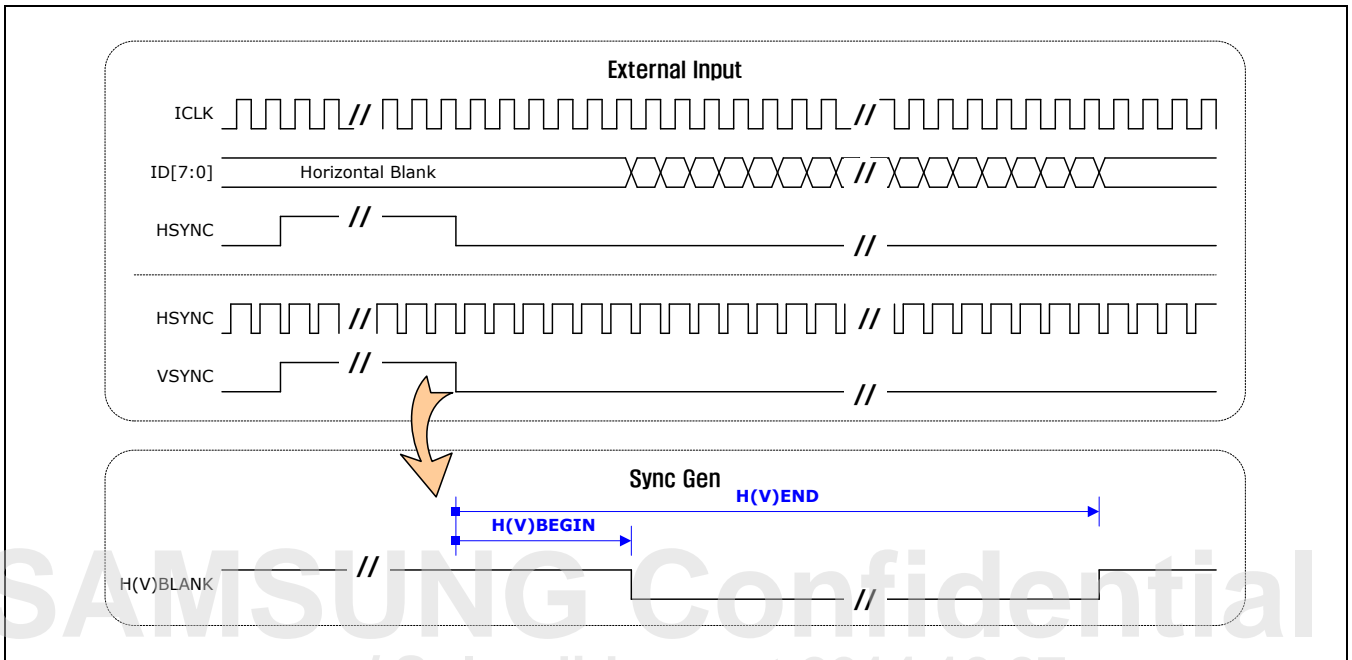 External Input
ICLK
//
//
ID[7:0]
Horizontal Blank
//
HSYNC
//
//
HSYNC
//
//
VSYNC
//
//
Sync Gen
H(V)END
H(V)BEGIN
H(V)BLANK
//
//
SAMSUNG Confidential